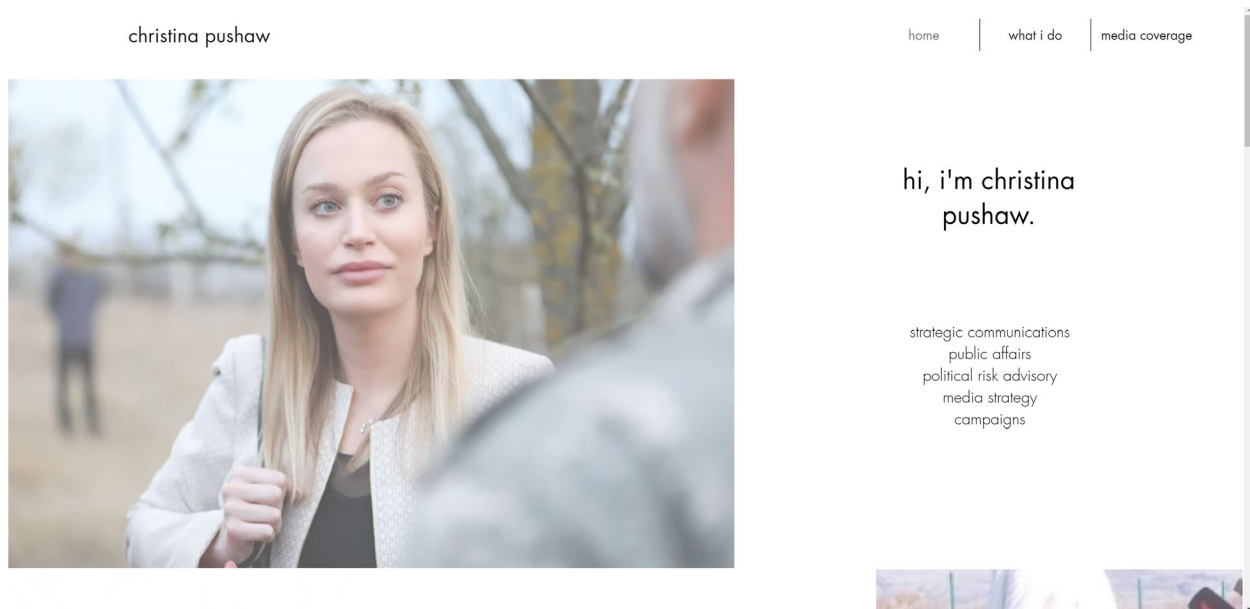 christina pushaw
home
what i do
media coverage
hi, i'm christina
pushaw.
strategic communications
public affairs
political risk advisory
media strategy
campaigns